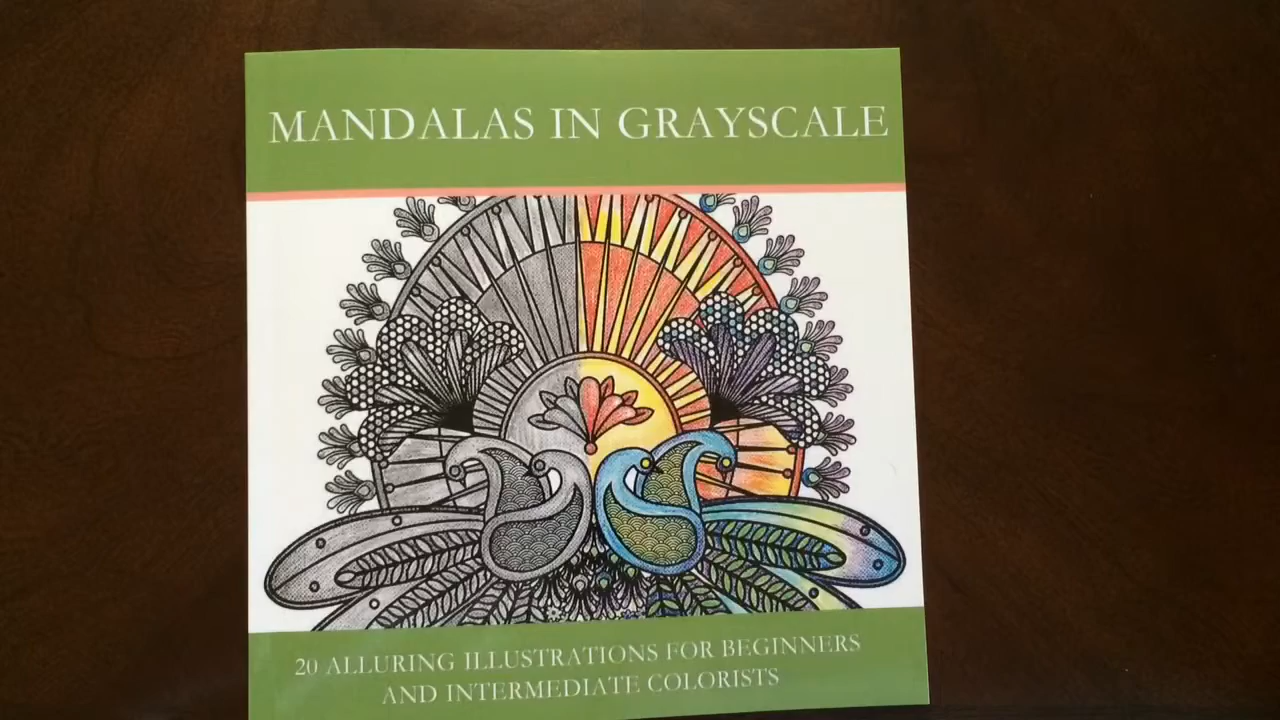 MANDALAS IN GRAYSCALE
20 ALLURING ILLUSTRATIONS FOR BEGINNERS
AND INTERMEDIATE COLORISTS